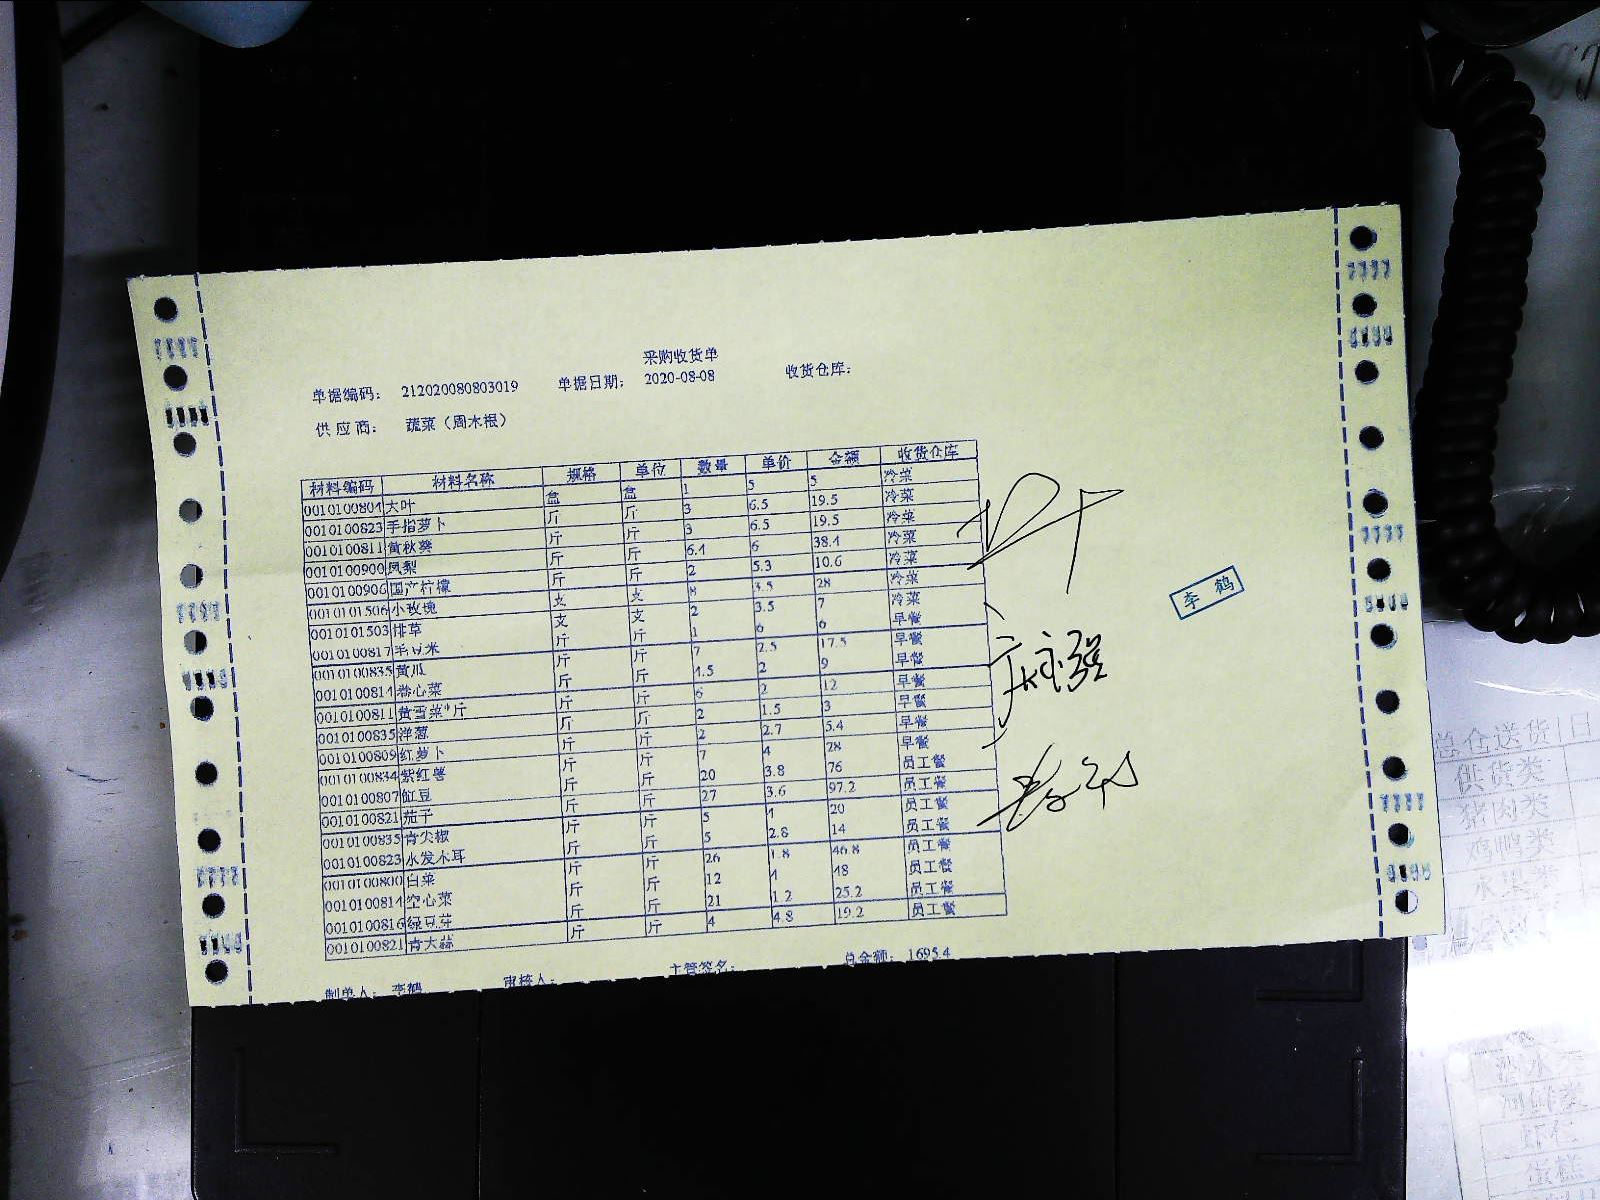 采购收货单
单据编码： 212020080803019 单据日期： 2020-08-08 收货仓库：
供应商： 蔬菜（周木根）
材料编码 材料名称 规格 单位 数量 单价 金额 收货仓库
0010100804 大叶 盒 盒 1 5 5 冷菜
0010100823 手指萝卜 斤 斤 3 6.5 19.5 冷菜
0010100811 黄秋葵 斤 斤 3 6.5 19.5 冷菜
0010100900 凤梨 斤 斤 6.4 6 38.4 冷菜
0010100906 国产柠檬 斤 斤 2 5.3 10.6 冷菜
0010101506 小玫瑰 支 支 8 3.5 28 冷菜
0010101503 排草 支 支 2 3.5 7 冷菜
0010100817 毛豆米 斤 斤 1 6 6 早餐
0010100835 黄瓜 斤 斤 7 2.5 17.5 早餐
0010100814 卷心菜 斤 斤 4.5 2 9 早餐
0010100811 黄雪菜*斤 斤 斤 6 2 12 早餐
0010100835 洋葱 斤 斤 2 1.5 3 早餐
0010100809 红萝卜 斤 斤 2 2.7 5.4 早餐
0010100834 紫红薯 斤 斤 7 4 28 早餐
0010100807 缸豆 斤 斤 20 3.8 76 员工餐
0010100821 茄子 斤 斤 27 3.6 97.2 员工餐
0010100835 青尖椒 斤 斤 5 4 20 员工餐
0010100823 水发木耳 斤 斤 5 2.8 14 员工餐
0010100800 白菜 斤 斤 26 1.8 46.8 员工餐
0010100814 空心菜 斤 斤 12 4 48 员工餐
0010100816 绿豆芽 斤 斤 21 1.2 25.2 员工餐
0010100821 青大蒜 斤 斤 4 4.8 19.2 员工餐
制单人： 李鹤 审核人： 主管签名： 总金额： 1695.4
李鹤
总仓送货 日
供货类
猪肉类
鸡鸭类
水果类